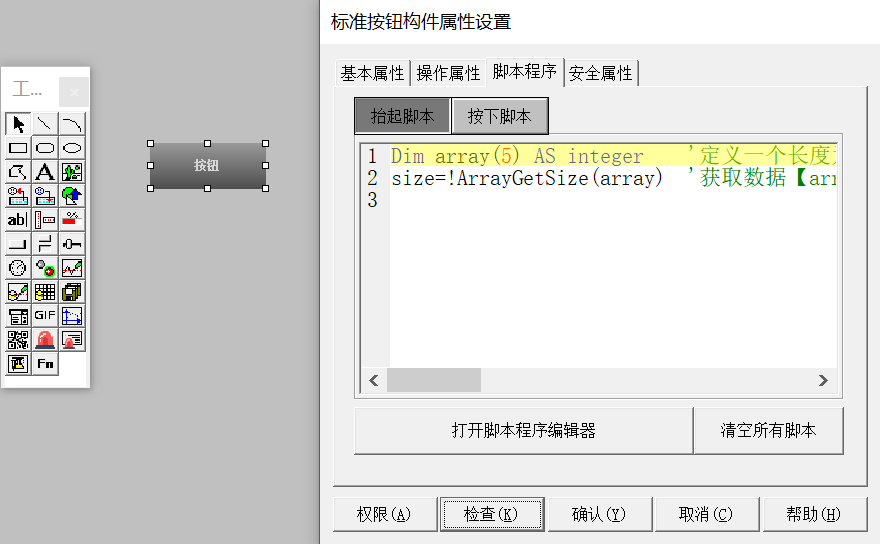 标准按钮构件属性设置
工...
基本属性 操作属性 脚本程序 安全属性
抬起脚本 按下脚本
1 Dim array(5) AS integer '定义一个长度
2 size=!ArrayGetSize(array) '获取数据【arr
3
按钮
ab|
GIF
Fn
打开脚本程序编辑器 清空所有脚本
权限(A) 检查(K) 确认(Y) 取消(C) 帮助(H)